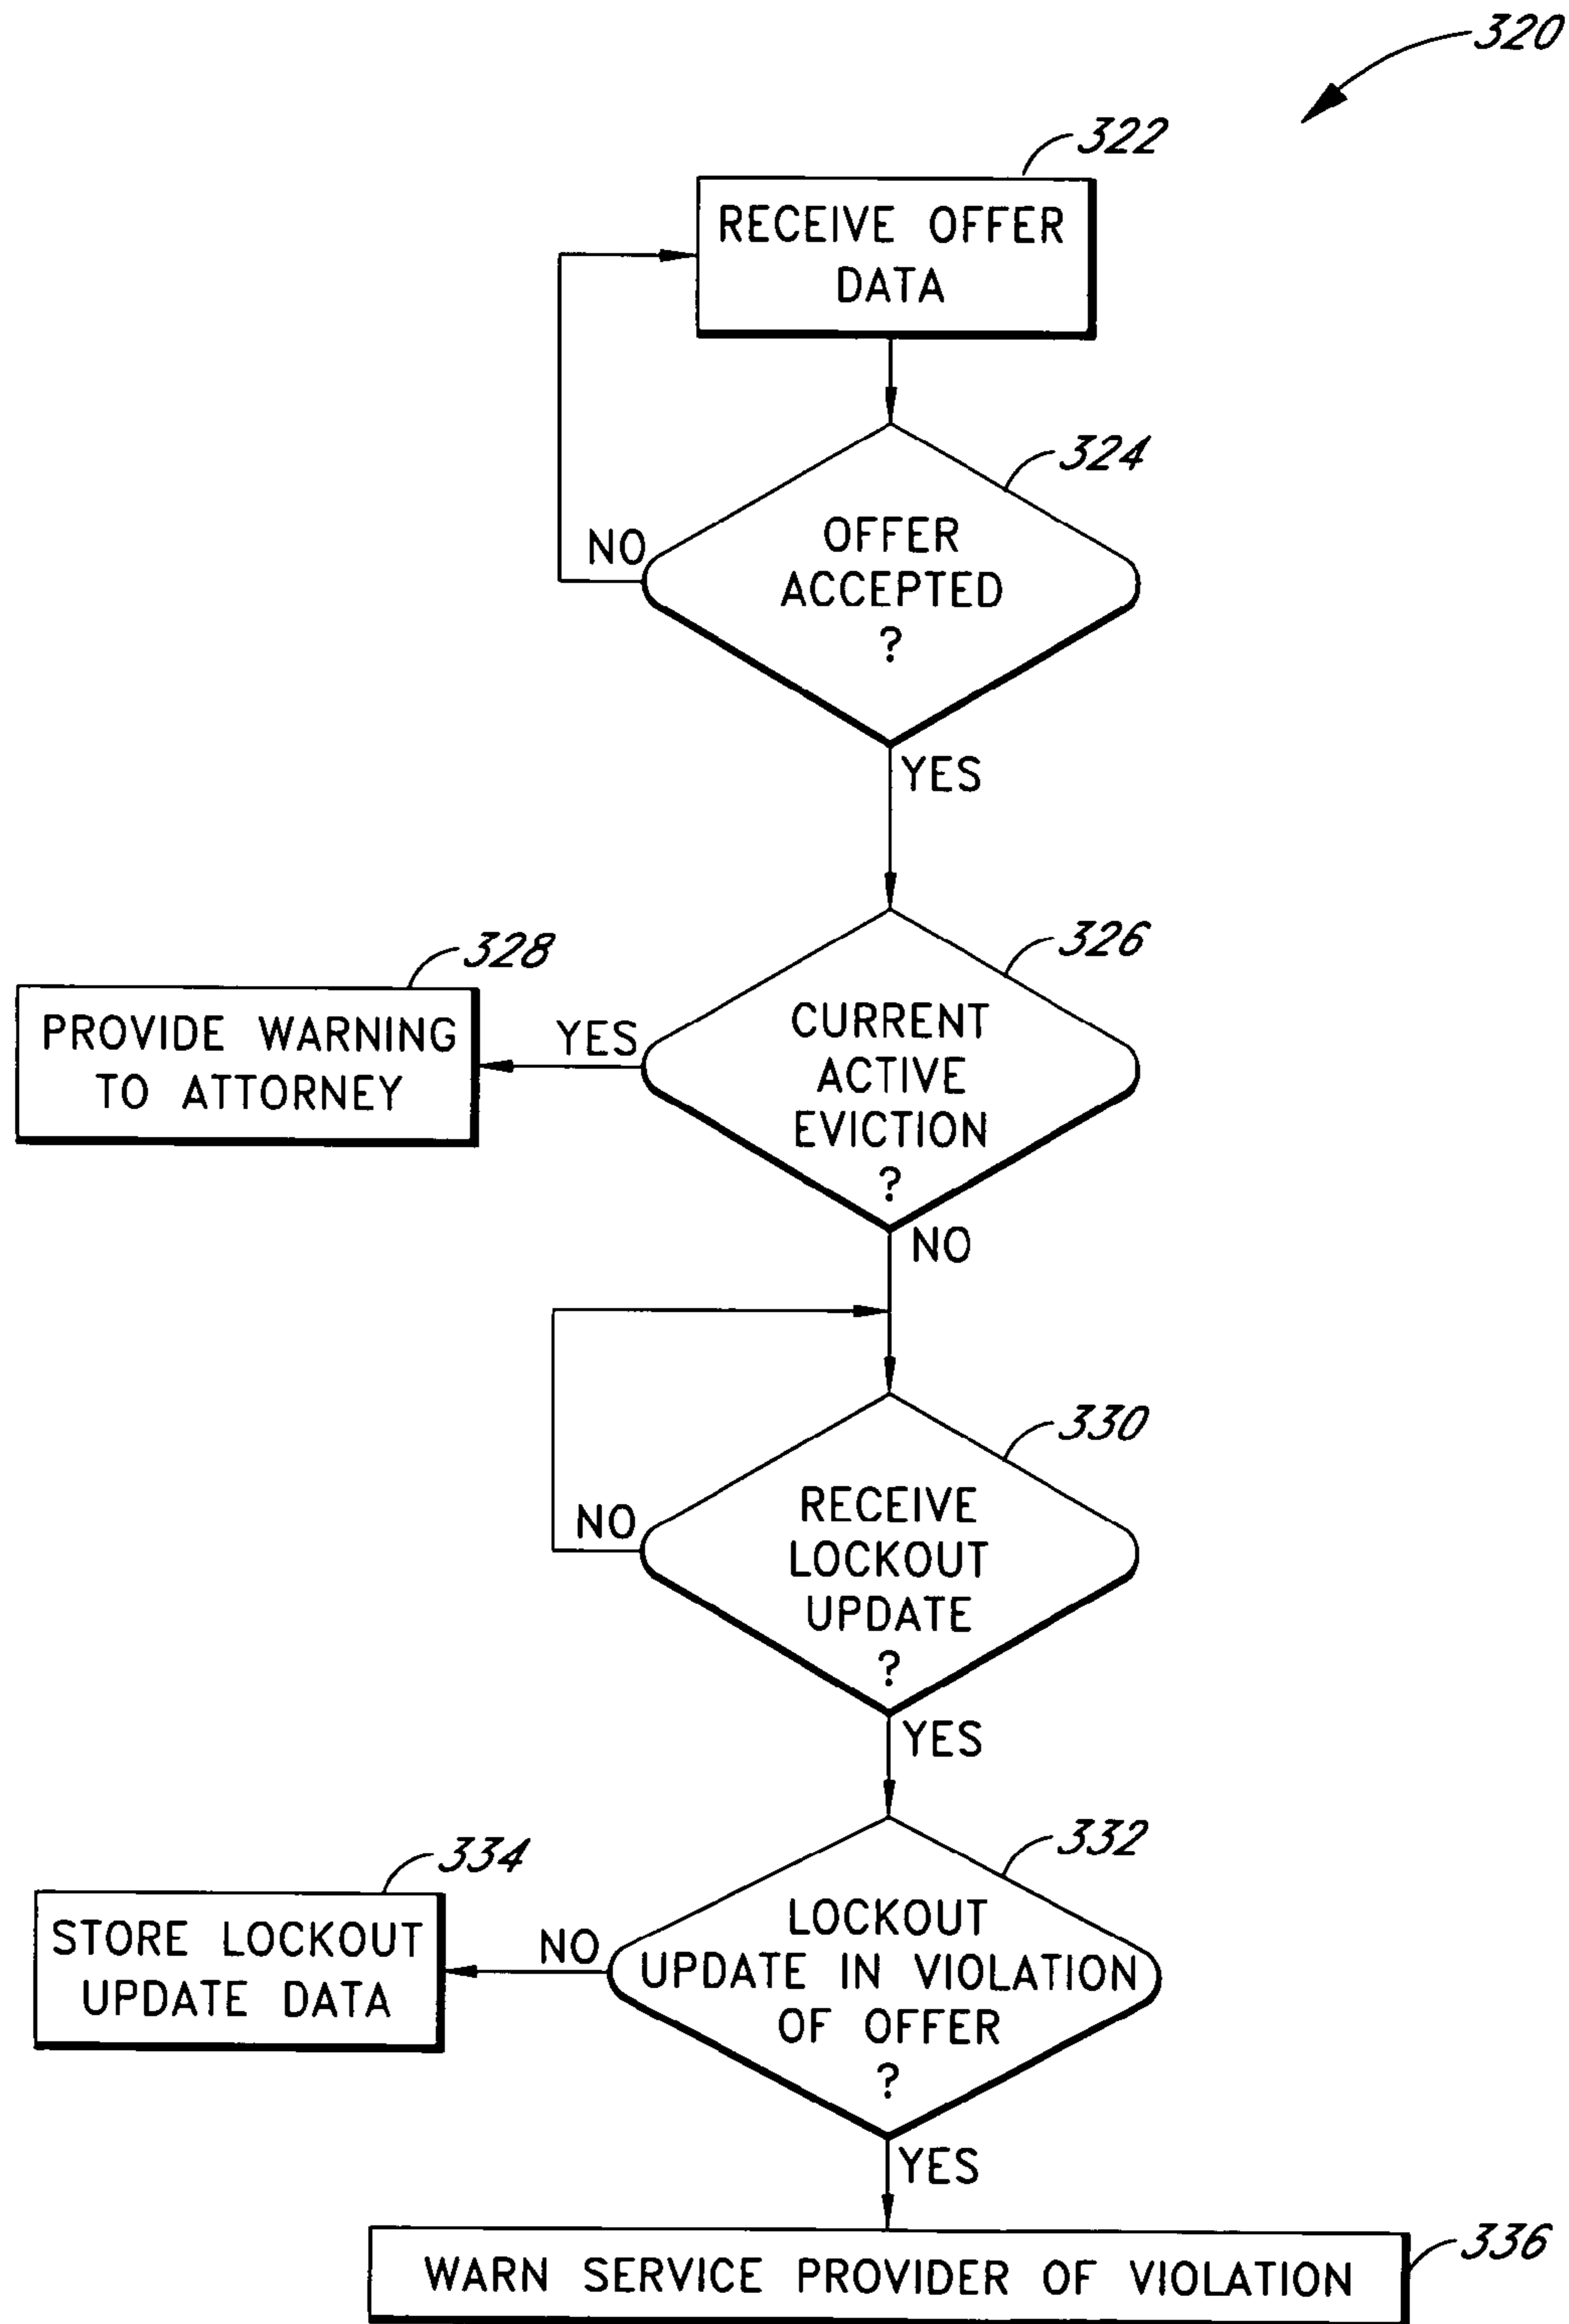 320
322
RECEIVE OFFER
DATA
324
OFFER
ACCEPTED
?
NO
YES
326
CURRENT
ACTIVE
EVICTION
?
YES
328
PROVIDE WARNING
TO ATTORNEY
NO
330
RECEIVE
LOCKOUT
UPDATE
?
NO
YES
332
LOCKOUT
UPDATE IN VIOLATION
OF OFFER
?
NO
334
STORE LOCKOUT
UPDATE DATA
YES
336
WARN SERVICE PROVIDER OF VIOLATION